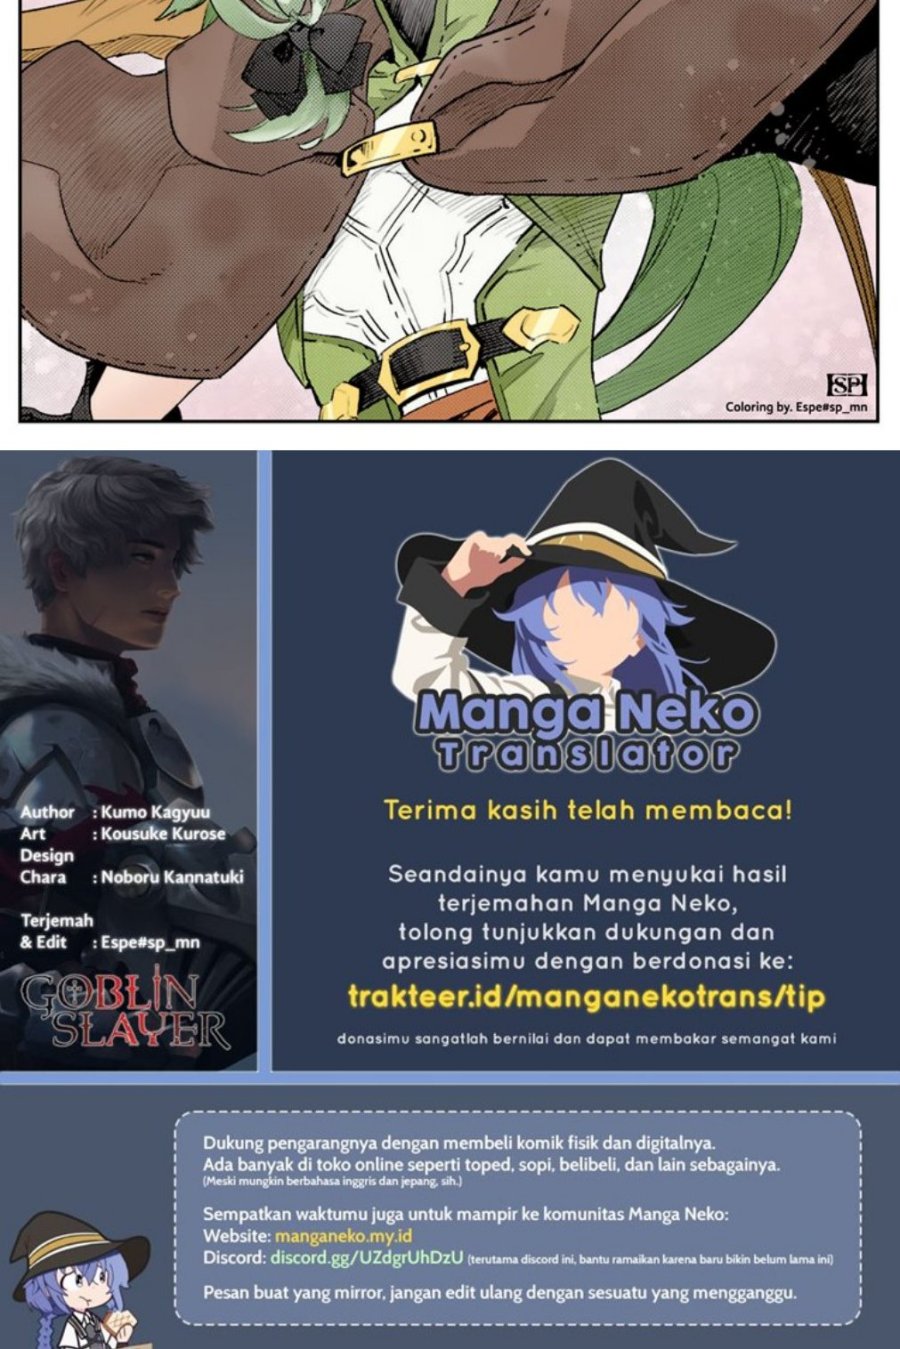 SP
Coloring by. Espe#sp_mn
Author : Kumo Kagyuu
Art : Kousuke Kurose
Design
Chara : Noboru Kannatuki
Terjemah
& Edit : Espe#sp_mn
GOBLIN
SLAYER
Manga Neko
Translator
Terima kasih telah membaca!
Seandainya kamu menyukai hasil
terjemahan Manga Neko,
tolong tunjukkan dukungan dan
apresiasimu dengan berdonasi ke:
trakteer.id/manganekotrans/tip
donasimu sangatlah bernilai dan dapat membakar semangat kami
Dukung pengarangnya dengan membeli komik fisik dan digitalnya.
Ada banyak di toko online seperti toped, sopi, belibeli, dan lain sebagainya.
(Meski mungkin berbahasa inggris dan jepang, sih.)
Sempatkan waktumu juga untuk mampir ke komunitas Manga Neko:
Website: manganeko.my.id
Discord: discord.gg/UZdgrUhDzU (terutama discord ini, bantu ramaikan karena baru bikin belum lama ini)
Pesan buat yang mirror, jangan edit ulang dengan sesuatu yang mengganggu.